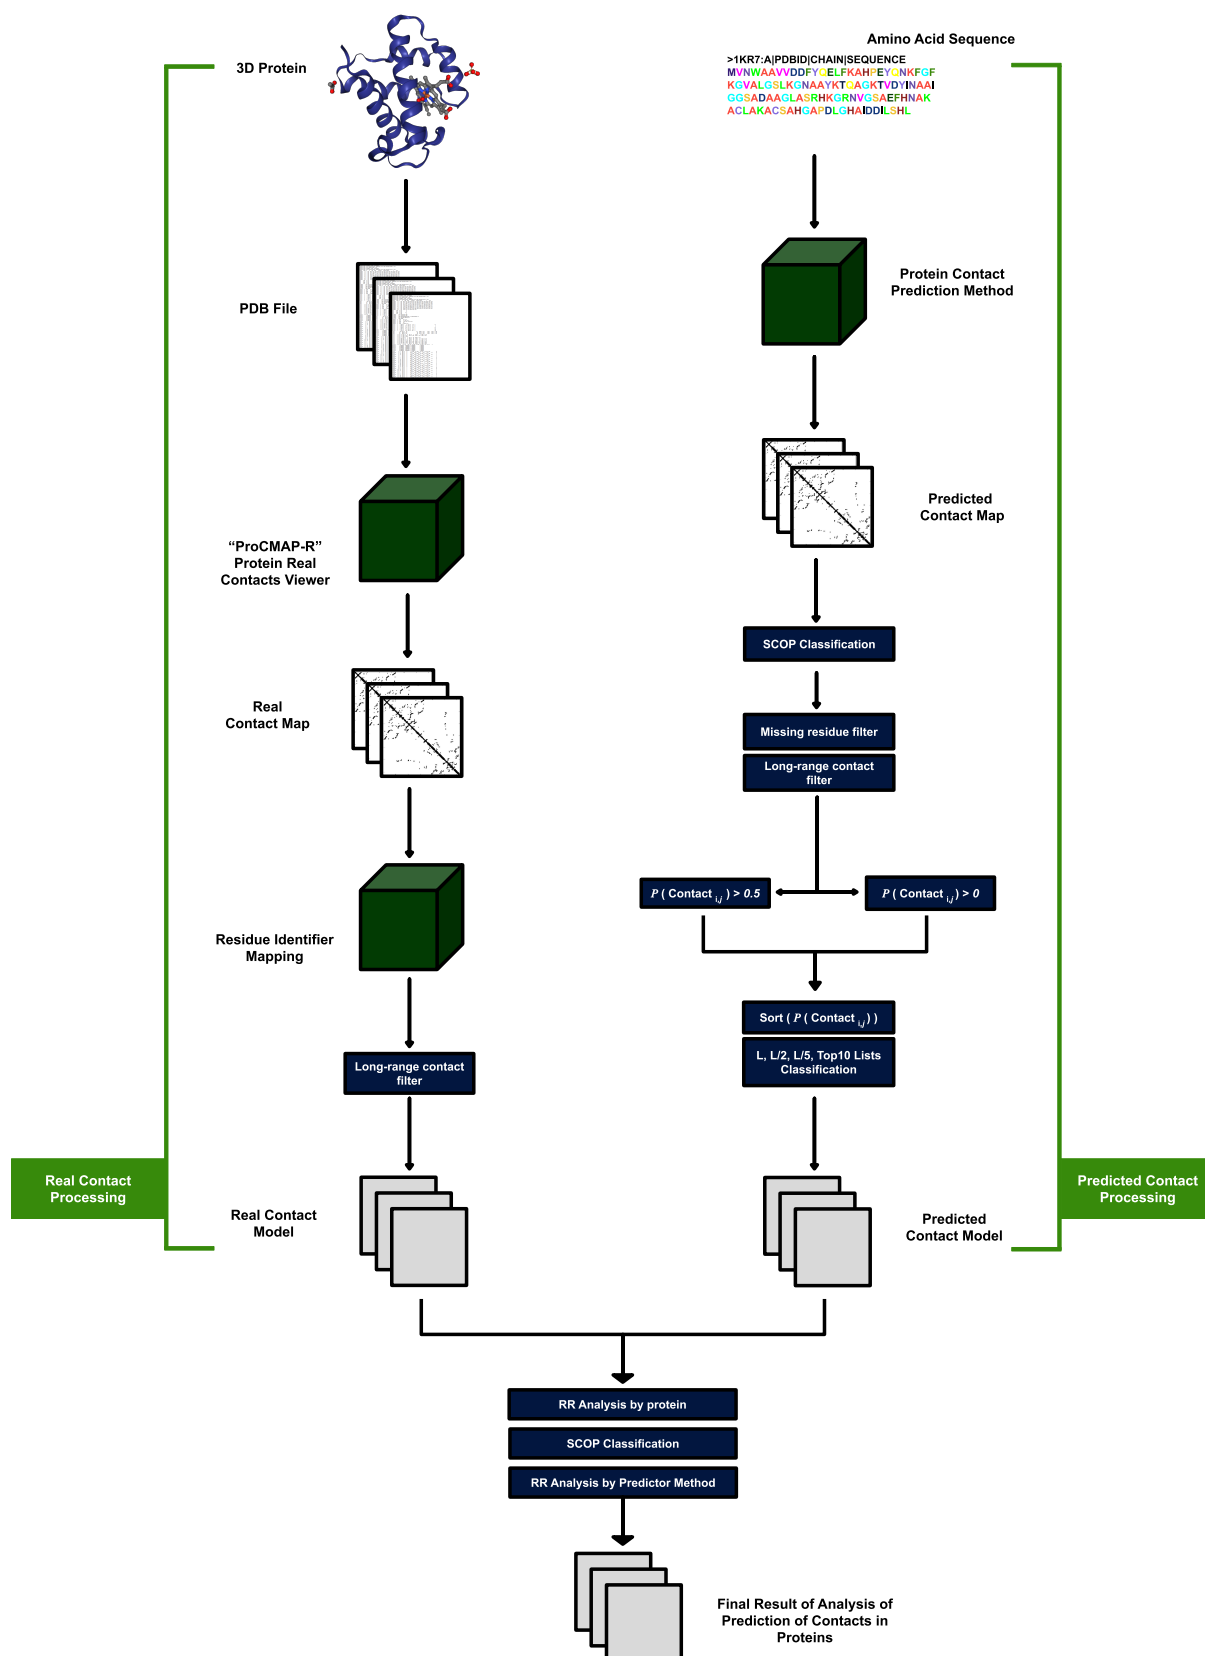 3D Protein
PDB File
“ProCMAP-R”
Protein Real
Contacts Viewer
Real
Contact Map
Residue Identifier
Mapping
Long-range contact
filter
Real Contact
Processing
Real Contact
Model
Amino Acid Sequence
>1KR7:A|PDBID|CHAIN|SEQUENCE
MVNWAAVVDDFYQELFKAHPEYQNKFGF
KGVALGSLKGNAAYKTQAGKTVDYINAAI
GGSADAAGLASRHKGRNVGSAEFHNAK
ACLAKACSAHGAPDLGHAIDDILSHL
Protein Contact
Prediction Method
Predicted
Contact Map
SCOP Classification
Missing residue filter
Long-range contact
filter
P ( Contact i,j ) > 0.5
P ( Contact i,j ) > 0
Sort ( P ( Contact i,j ) )
L, L/2, L/5, Top10 Lists
Classification
Predicted Contact
Processing
Predicted
Contact Model
RR Analysis by protein
SCOP Classification
RR Analysis by Predictor Method
Final Result of Analysis of
Prediction of Contacts in
Proteins